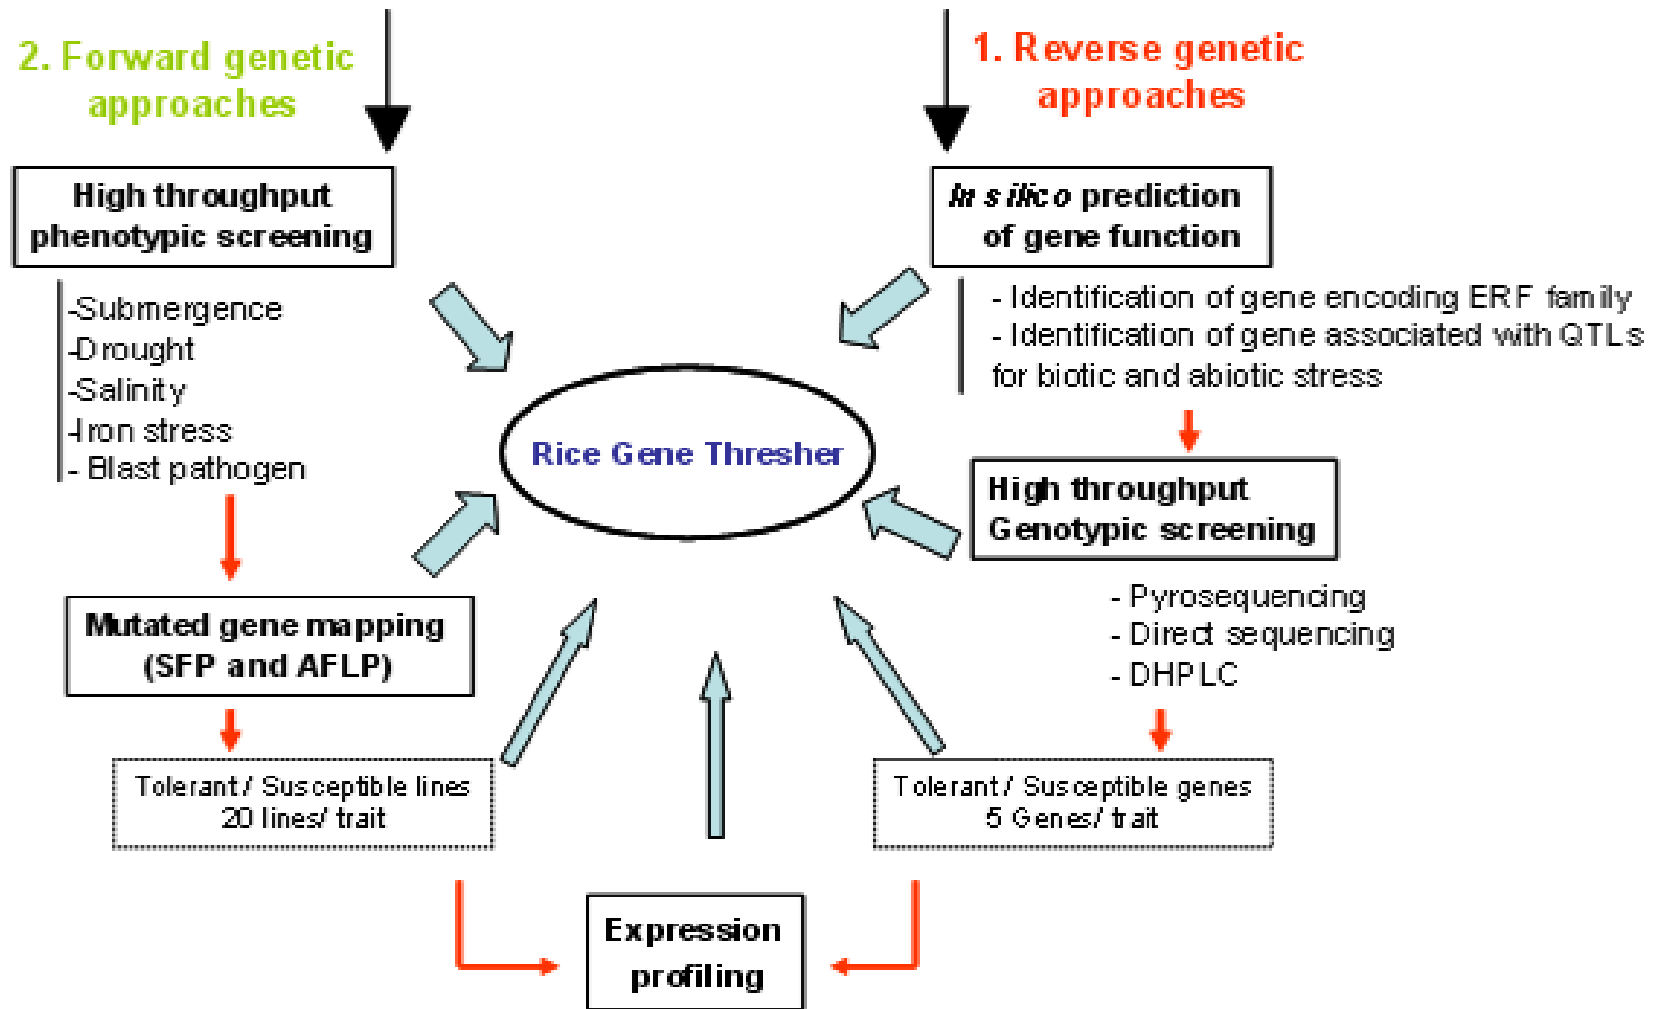 2. Forward genetic
approaches
1. Reverse genetic
approaches
High throughput
phenotypic screening
-Submergence
-Drought
-Salinity
-Iron stress
- Blast pathogen
Mutated gene mapping
(SFP and AFLP)
Tolerant / Susceptible lines
20 lines/ trait
In silico prediction
of gene function
- Identification of gene encoding ERF family
- Identification of gene associated with QTLs
for biotic and abiotic stress
High throughput
Genotypic screening
- Pyrosequencing
- Direct sequencing
- DHPLC
Tolerant / Susceptible genes
5 Genes/ trait
Rice Gene Thresher
Expression
profiling